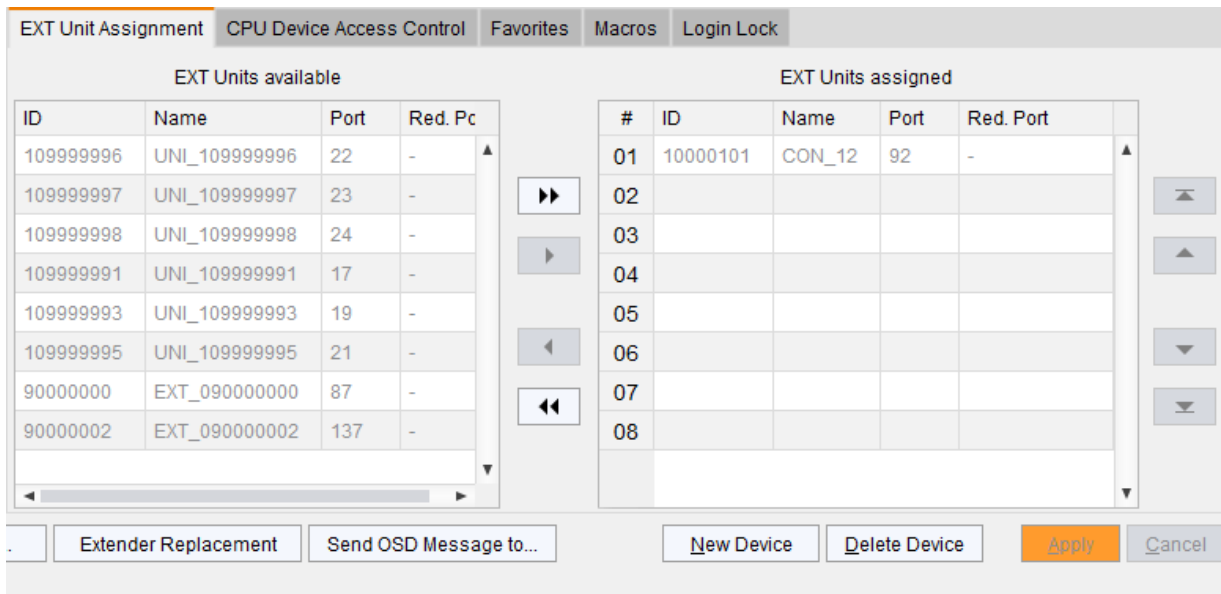 EXT Unit Assignment CPU Device Access Control Favorites Macros Login Lock
EXT Units available
ID Name Port Red. Pc
109999996 UNI_109999996 22 -
109999997 UNI_109999997 23 -
109999998 UNI_109999998 24 -
109999991 UNI_109999991 17 -
109999993 UNI_109999993 19 -
109999995 UNI_109999995 21 -
90000000 EXT_090000000 87 -
90000002 EXT_090000002 137 -
EXT Units assigned
# ID Name Port Red. Port
01 10000101 CON_12 92 -
02
03
04
05
06
07
08
. Extender Replacement Send OSD Message to... New Device Delete Device Apply Cancel